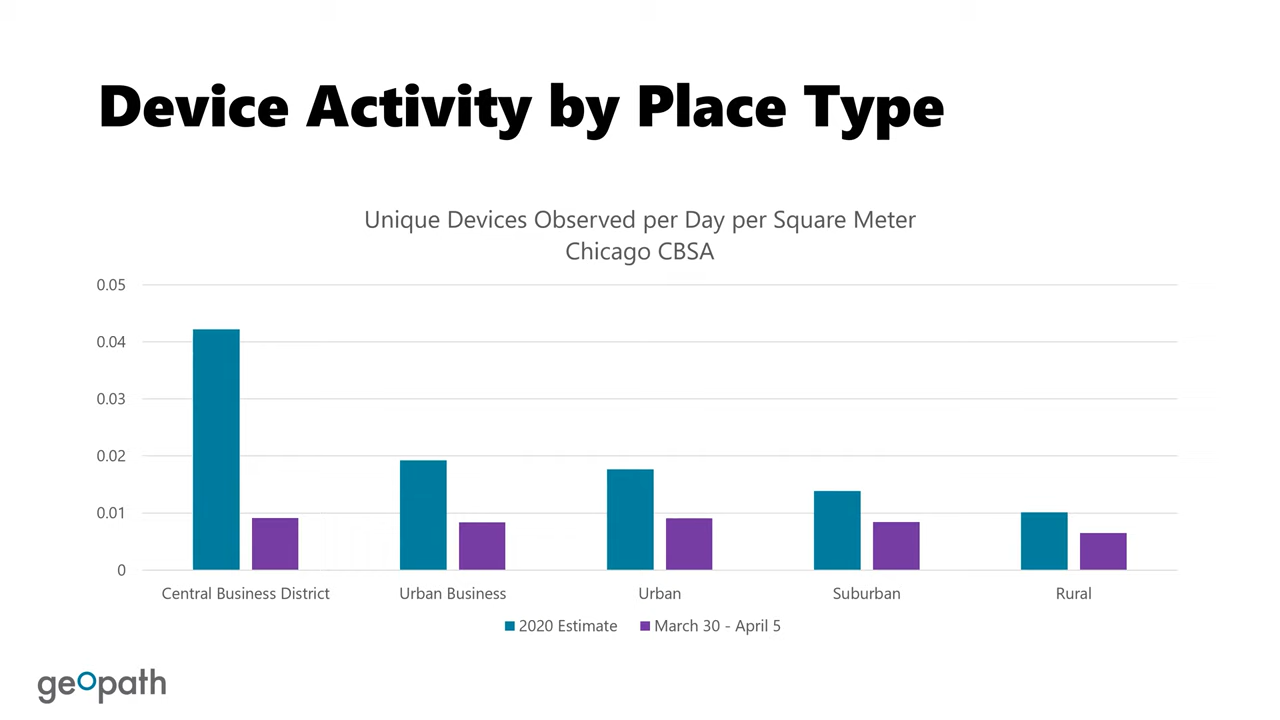 Device Activity by Place Type
Unique Devices Observed per Day per Square Meter
Chicago CBSA
0.05
0.04
0.03
0.02
0.01
0
Central Business District
Urban Business
Urban
Suburban
Rural
2020 Estimate
March 30 - April 5
geopath